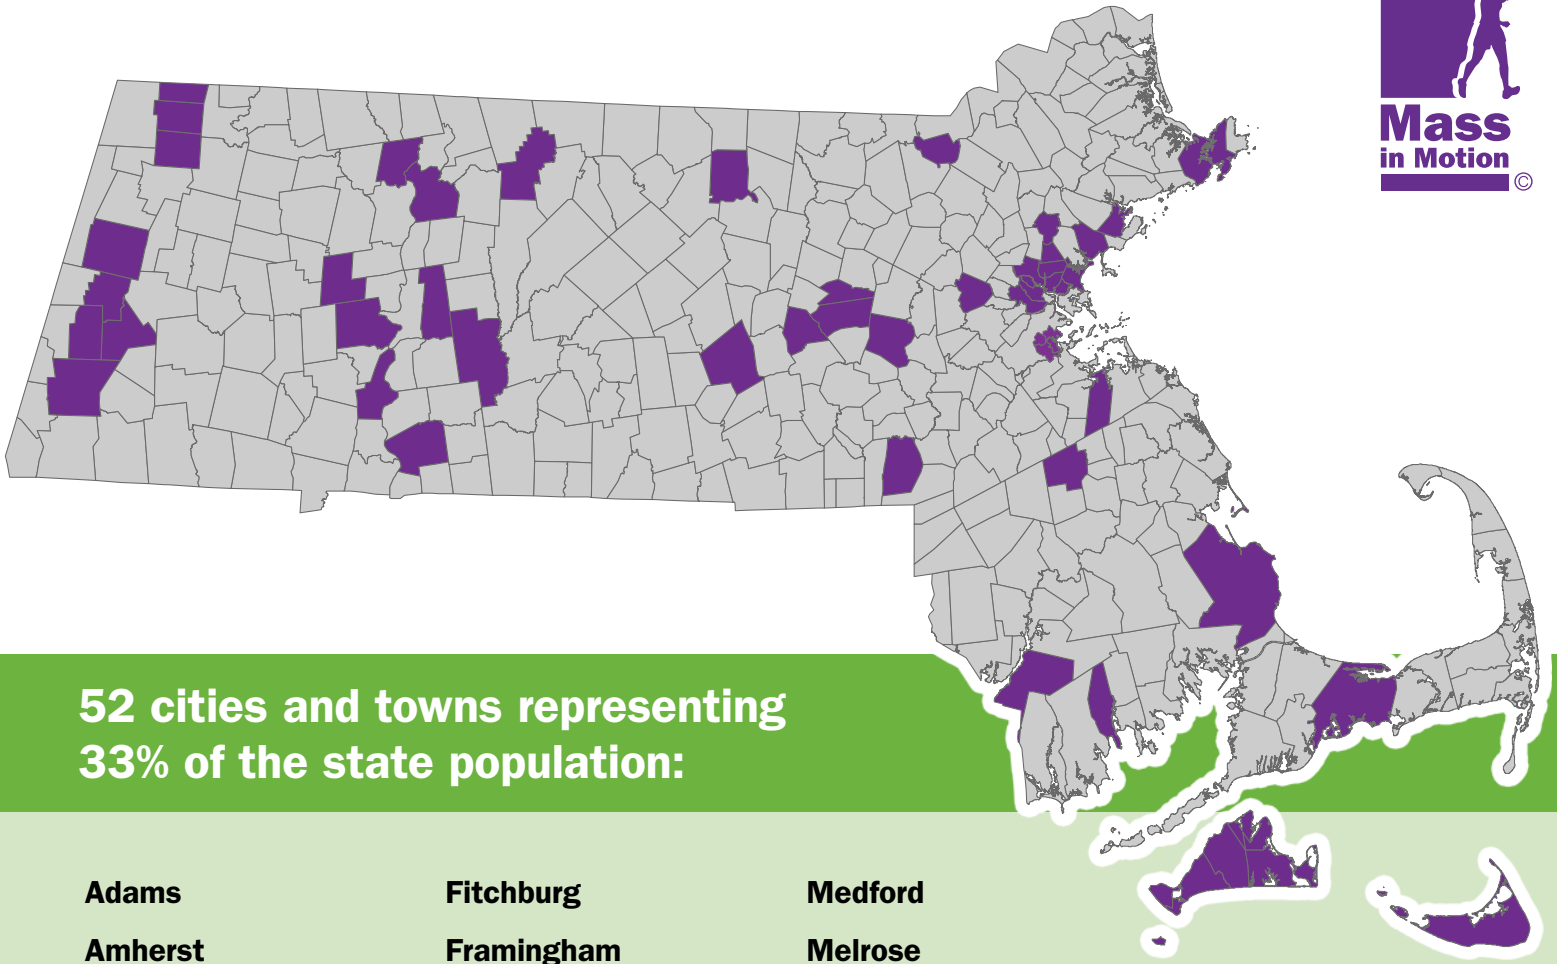 Mass
in Motion
©
52 cities and towns representing
33% of the state population:
Adams
Fitchburg
Medford
Amherst
Framingham
Melrose